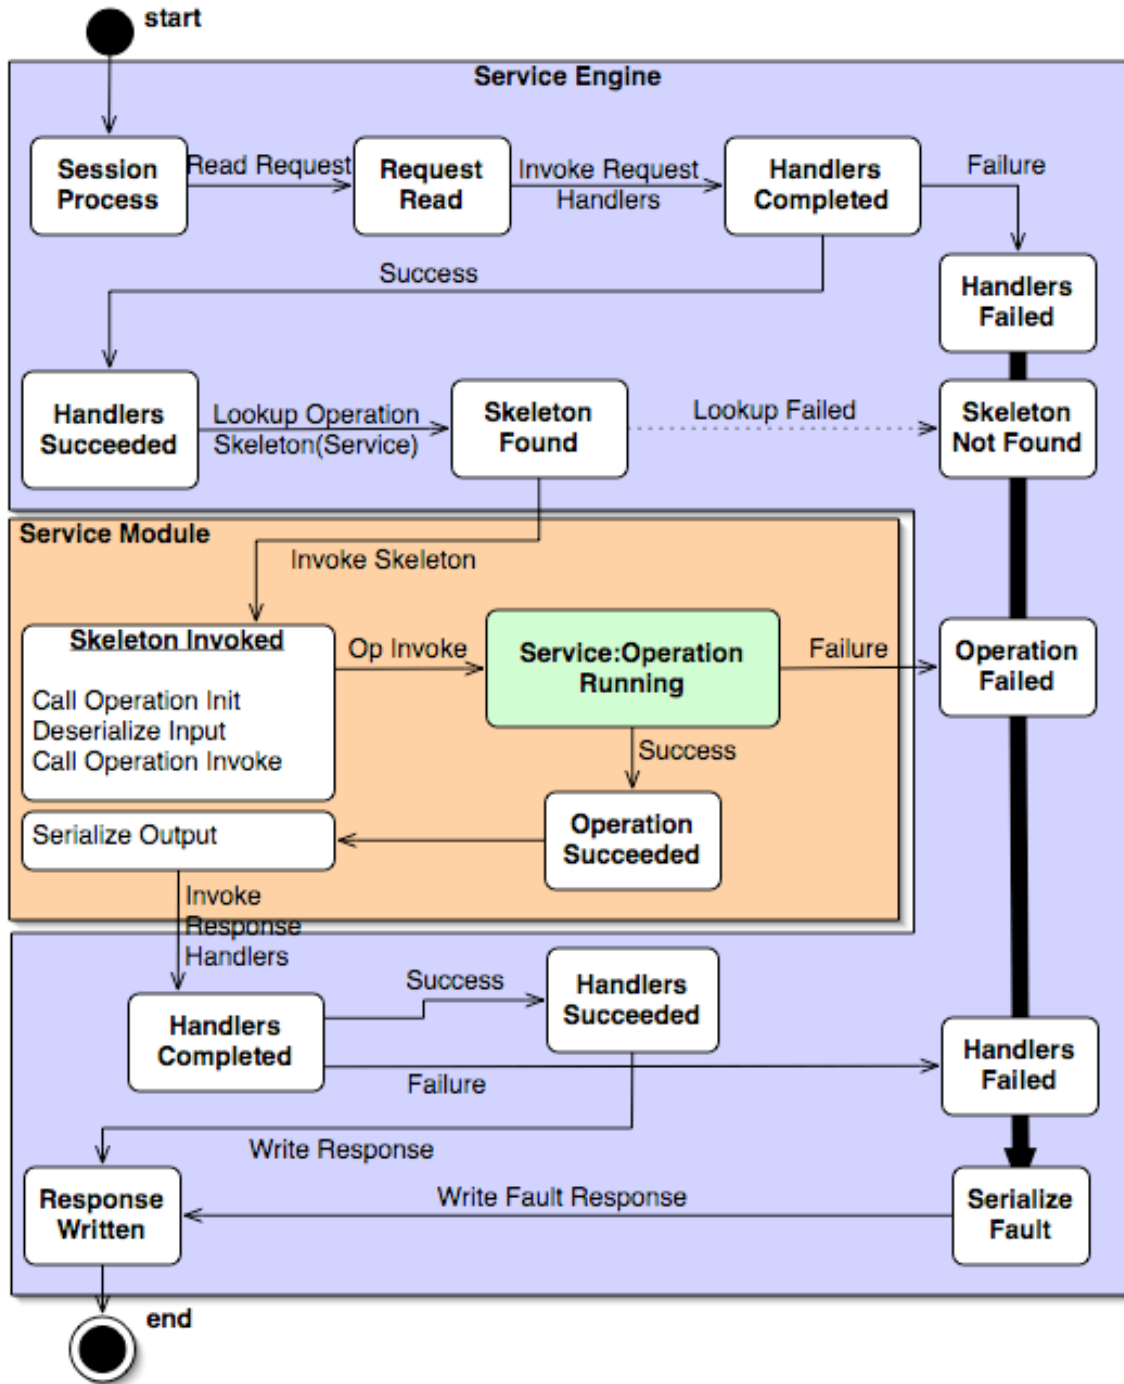 start
Service Engine
Session
Process
Read Request
Request
Read
Invoke Request
Handlers
Handlers
Completed
Failure
Success
Handlers
Failed
Handlers
Succeeded
Lookup Operation
Skeleton(Service)
Skeleton
Found
Lookup Failed
Skeleton
Not Found
Service Module
Invoke Skeleton
Skeleton Invoked
Call Operation Init
Deserialize Input
Call Operation Invoke
Op Invoke
Service:Operation
Running
Failure
Operation
Failed
Success
Operation
Succeeded
Serialize Output
Invoke
Response
Handlers
Handlers
Completed
Success
Handlers
Succeeded
Failure
Handlers
Failed
Write Response
Response
Written
Write Fault Response
Serialize
Fault
end